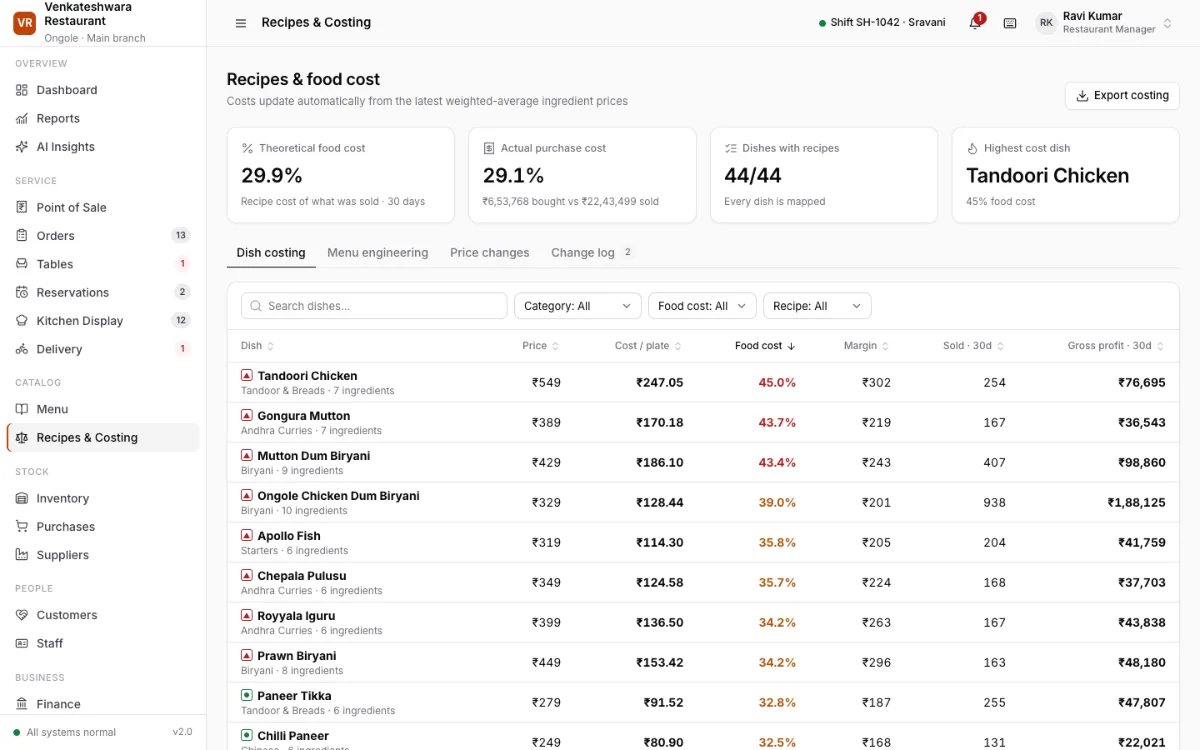 VR
Venkateshwara
Restaurant
Ongole · Main branch
Recipes & Costing
Shift SH-1042 · Sravani
1
RK
Ravi Kumar
Restaurant Manager
OVERVIEW
Dashboard
Reports
AI Insights
SERVICE
Point of Sale
Orders 13
Tables 1
Reservations 2
Kitchen Display 12
Delivery 1
CATALOG
Menu
Recipes & Costing
STOCK
Inventory
Purchases
Suppliers
PEOPLE
Customers
Staff
BUSINESS
Finance
All systems normal v2.0
Recipes & food cost
Costs update automatically from the latest weighted-average ingredient prices
Export costing
Theoretical food cost
29.9%
Recipe cost of what was sold · 30 days
Actual purchase cost
29.1%
₹6,53,768 bought vs ₹22,43,499 sold
Dishes with recipes
44/44
Every dish is mapped
Highest cost dish
Tandoori Chicken
45% food cost
Dish costing Menu engineering Price changes Change log 2
Search dishes... Category: All Food cost: All Recipe: All
Dish Price Cost / plate Food cost Margin Sold · 30d Gross profit · 30d
Tandoori Chicken
Tandoor & Breads · 7 ingredients
₹549 ₹247.05 45.0% ₹302 254 ₹76,695
Gongura Mutton
Andhra Curries · 7 ingredients
₹389 ₹170.18 43.7% ₹219 167 ₹36,543
Mutton Dum Biryani
Biryani · 9 ingredients
₹429 ₹186.10 43.4% ₹243 407 ₹98,860
Ongole Chicken Dum Biryani
Biryani · 10 ingredients
₹329 ₹128.44 39.0% ₹201 938 ₹1,88,125
Apollo Fish
Starters · 6 ingredients
₹319 ₹114.30 35.8% ₹205 204 ₹41,759
Chepala Pulusu
Andhra Curries · 6 ingredients
₹349 ₹124.58 35.7% ₹224 168 ₹37,703
Royyala Iguru
Andhra Curries · 6 ingredients
₹399 ₹136.50 34.2% ₹263 167 ₹43,838
Prawn Biryani
Biryani · 8 ingredients
₹449 ₹153.42 34.2% ₹296 163 ₹48,180
Paneer Tikka
Tandoor & Breads · 6 ingredients
₹279 ₹91.52 32.8% ₹187 255 ₹47,807
Chilli Paneer
Chinese · 6 ingredients
₹249 ₹80.90 32.5% ₹168 131 ₹22,021